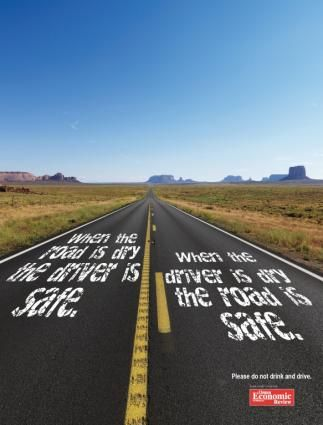 When the
road is dry
the driver is
safe.
When the
driver is dry
the road is
safe.
Please do not drink and drive.
Economic
Review